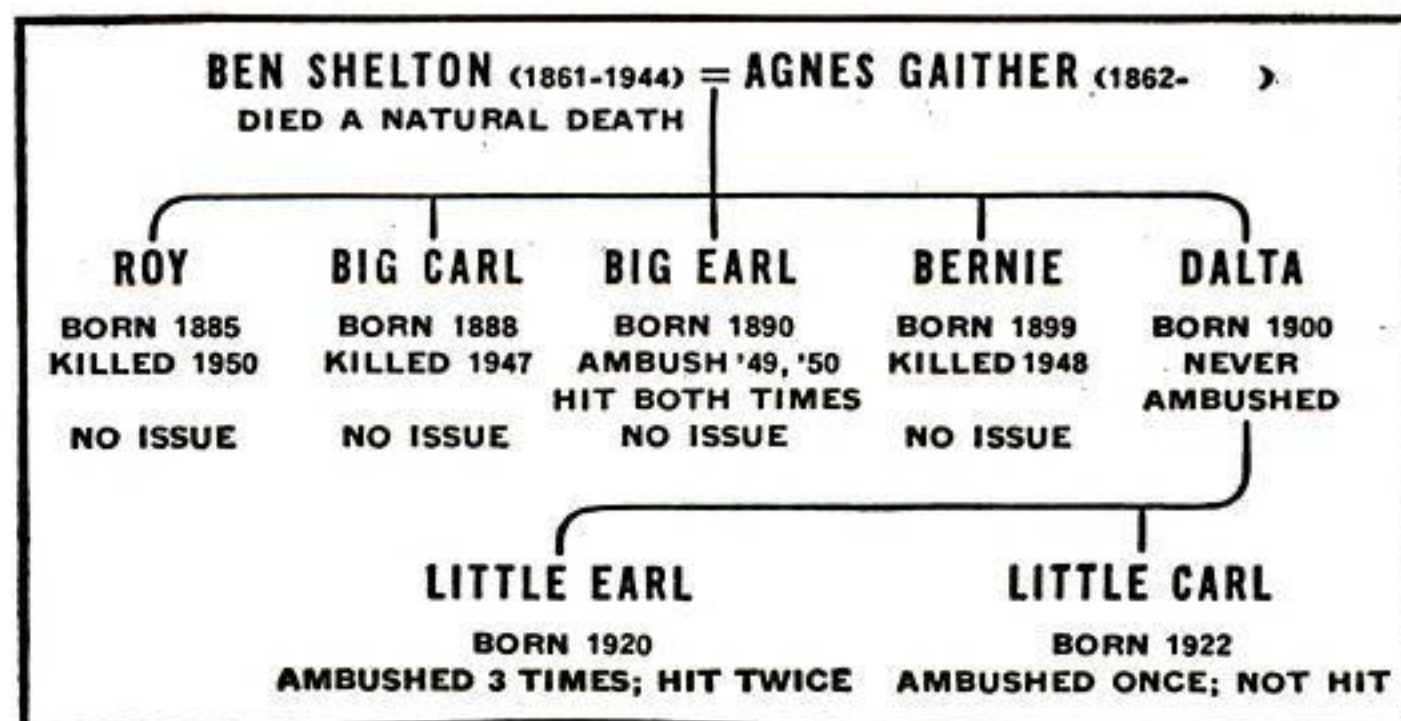 BEN SHELTON (1861-1944) = AGNES GAITHER (1862-     )
DIED A NATURAL DEATH
ROY
BORN 1885
KILLED 1950
NO ISSUE
BIG CARL
BORN 1888
KILLED 1947
NO ISSUE
BIG EARL
BORN 1890
AMBUSH '49, '50
HIT BOTH TIMES
NO ISSUE
BERNIE
BORN 1899
KILLED 1948
NO ISSUE
DALTA
BORN 1900
NEVER
AMBUSHED
LITTLE EARL
BORN 1920
AMBUSHED 3 TIMES; HIT TWICE
LITTLE CARL
BORN 1922
AMBUSHED ONCE; NOT HIT